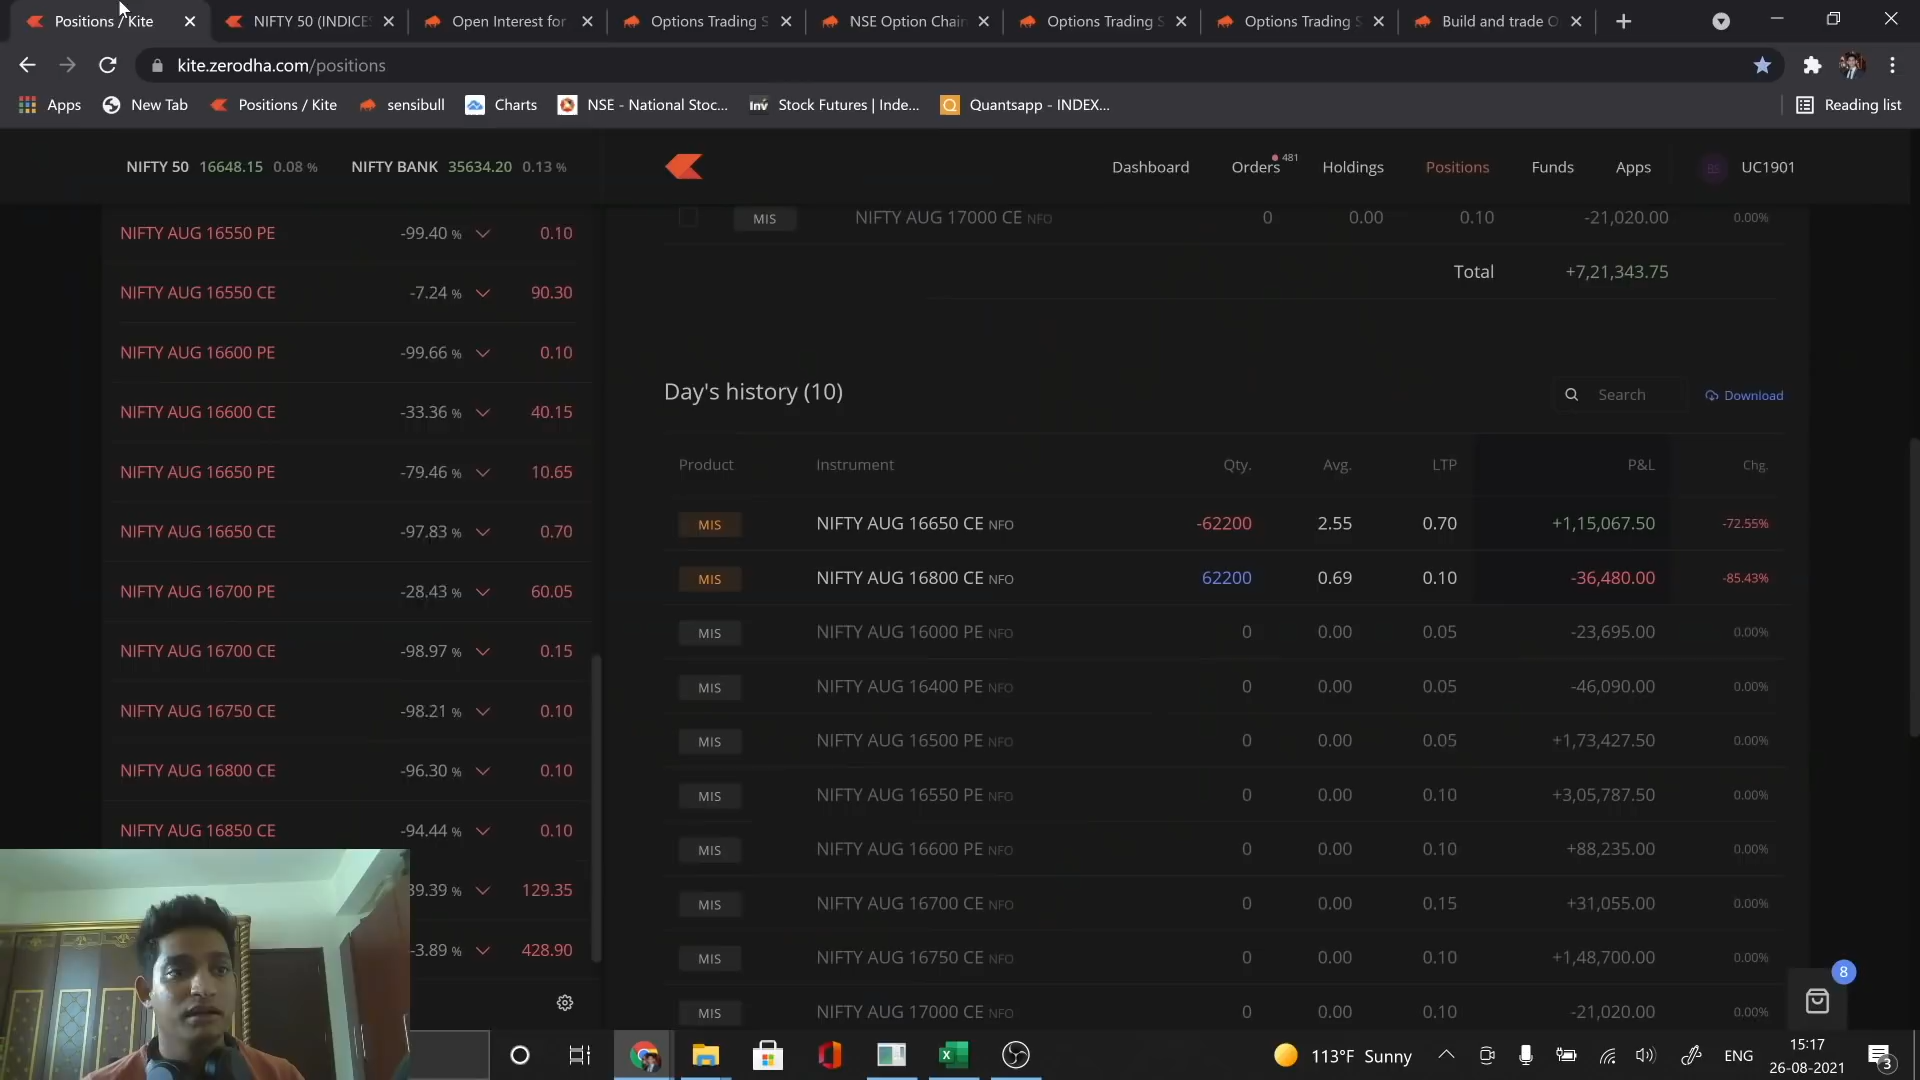 Positions / Kite
NIFTY 50 (INDICES
Open Interest for
Options Trading S
NSE Option Chain
Options Trading S
Options Trading S
Build and trade O
kite.zerodha.com/positions
Apps
New Tab
Positions / Kite
sensibull
Charts
NSE - National Stoc...
Inv Stock Futures | Inde...
Q Quantsapp - INDEX...
Reading list
NIFTY 50 16648.15 0.08 %
NIFTY BANK 35634.20 0.13 %
Dashboard
Orders 481
Holdings
Positions
Funds
Apps
UC1901
NIFTY AUG 16550 PE -99.40 % 0.10
NIFTY AUG 16550 CE -7.24 % 90.30
NIFTY AUG 16600 PE -99.66 % 0.10
NIFTY AUG 16600 CE -33.36 % 40.15
NIFTY AUG 16650 PE -79.46 % 10.65
NIFTY AUG 16650 CE -97.83 % 0.70
NIFTY AUG 16700 PE -28.43 % 60.05
NIFTY AUG 16700 CE -98.97 % 0.15
NIFTY AUG 16750 CE -98.21 % 0.10
NIFTY AUG 16800 CE -96.30 % 0.10
NIFTY AUG 16850 CE -94.44 % 0.10
39.39 % 129.35
-3.89 % 428.90
MIS NIFTY AUG 17000 CE NFO 0 0.00 0.10 -21,020.00 0.00%
Total +7,21,343.75
Day's history (10)
Search
Download
Product Instrument Qty. Avg. LTP P&L Chg.
MIS NIFTY AUG 16650 CE NFO -62200 2.55 0.70 +1,15,067.50 -72.55%
MIS NIFTY AUG 16800 CE NFO 62200 0.69 0.10 -36,480.00 -85.43%
MIS NIFTY AUG 16000 PE NFO 0 0.00 0.05 -23,695.00 0.00%
MIS NIFTY AUG 16400 PE NFO 0 0.00 0.05 -46,090.00 0.00%
MIS NIFTY AUG 16500 PE NFO 0 0.00 0.05 +1,73,427.50 0.00%
MIS NIFTY AUG 16550 PE NFO 0 0.00 0.10 +3,05,787.50 0.00%
MIS NIFTY AUG 16600 PE NFO 0 0.00 0.10 +88,235.00 0.00%
MIS NIFTY AUG 16700 CE NFO 0 0.00 0.15 +31,055.00 0.00%
MIS NIFTY AUG 16750 CE NFO 0 0.00 0.10 +1,48,700.00 0.00%
MIS NIFTY AUG 17000 CE NFO 0 0.00 0.10 -21,020.00 0.00%
8
113°F Sunny
ENG
15:17
26-08-2021
3